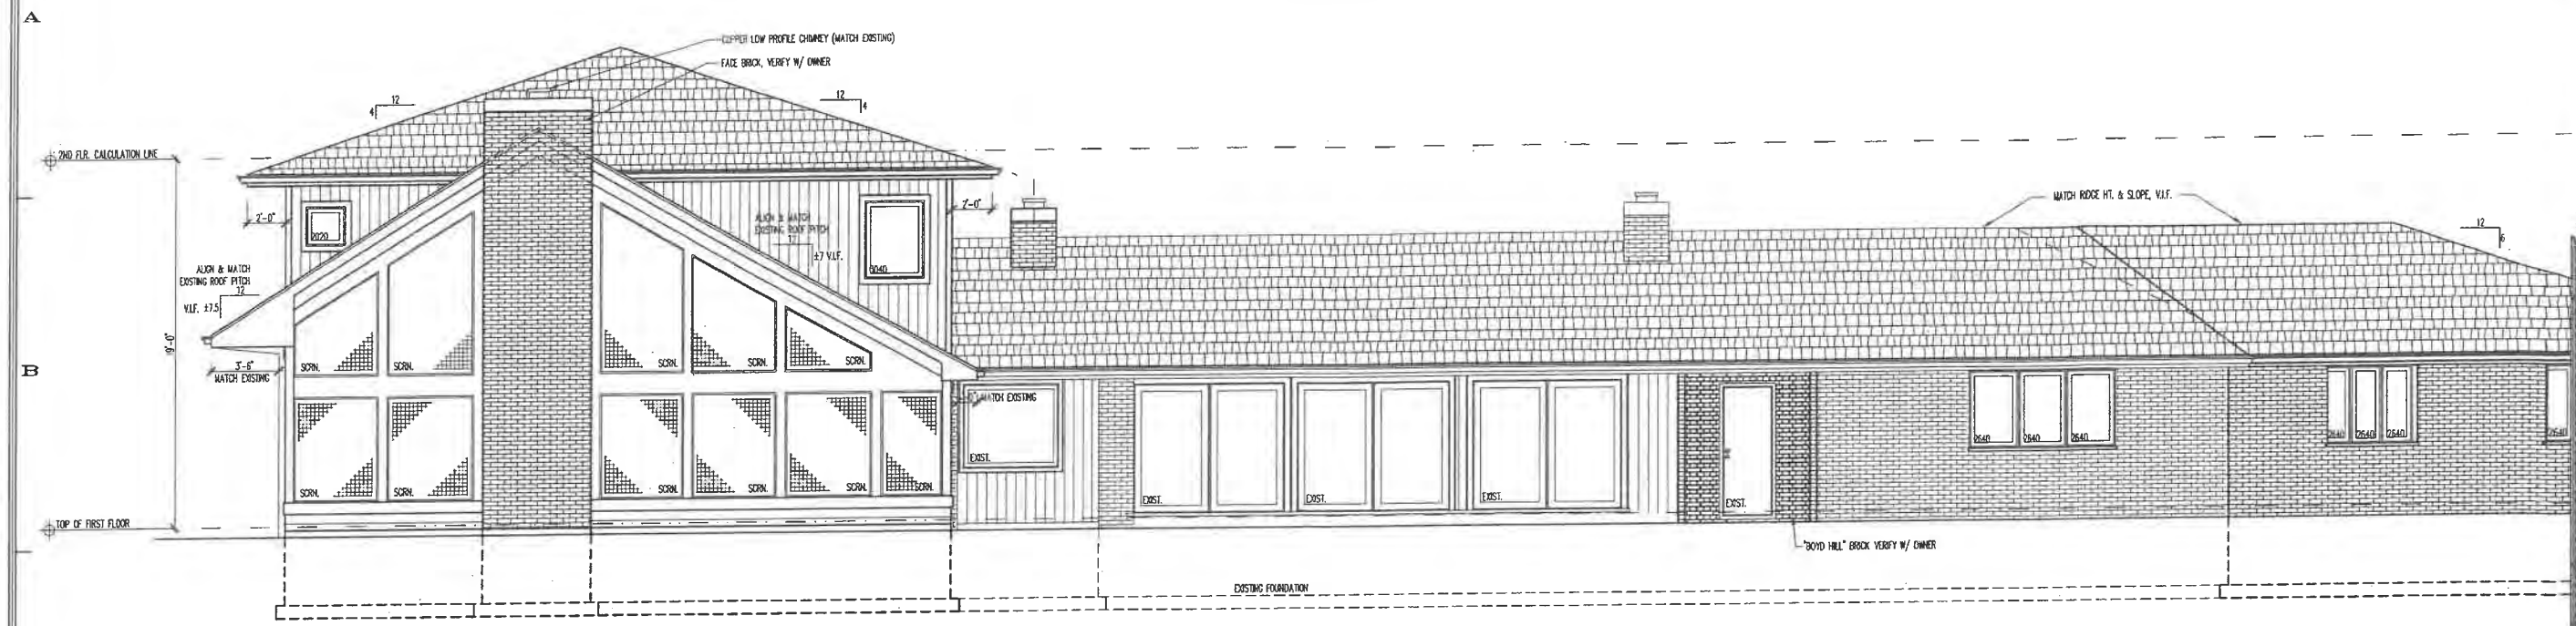 A
COPPER LOW PROFILE CHIMNEY (MATCH EXISTING)
FACE BRICK, VERIFY W/ OWNER
12
4
12
4
2ND FLR. CALCULATION LINE
2'-0"
2020
ALIGN & MATCH
EXISTING ROOF PITCH
12
±7 V.I.F.
2'-0"
MATCH RIDGE HT. & SLOPE, V.I.F.
12
6
ALIGN & MATCH
EXISTING ROOF PITCH
12
V.I.F. ±7.5
19'-0"
3'-6"
MATCH EXISTING
B
SCRN.
SCRN.
SCRN.
SCRN.
SCRN.
MATCH EXISTING
EXIST.
SCRN.
SCRN.
SCRN.
SCRN.
SCRN.
SCRN.
EXIST.
EXIST.
EXIST.
EXIST.
2640
2640
2640
2640
2640
2640
2640
TOP OF FIRST FLOOR
"BOYD HILL" BRICK VERIFY W/ OWNER
EXISTING FOUNDATION